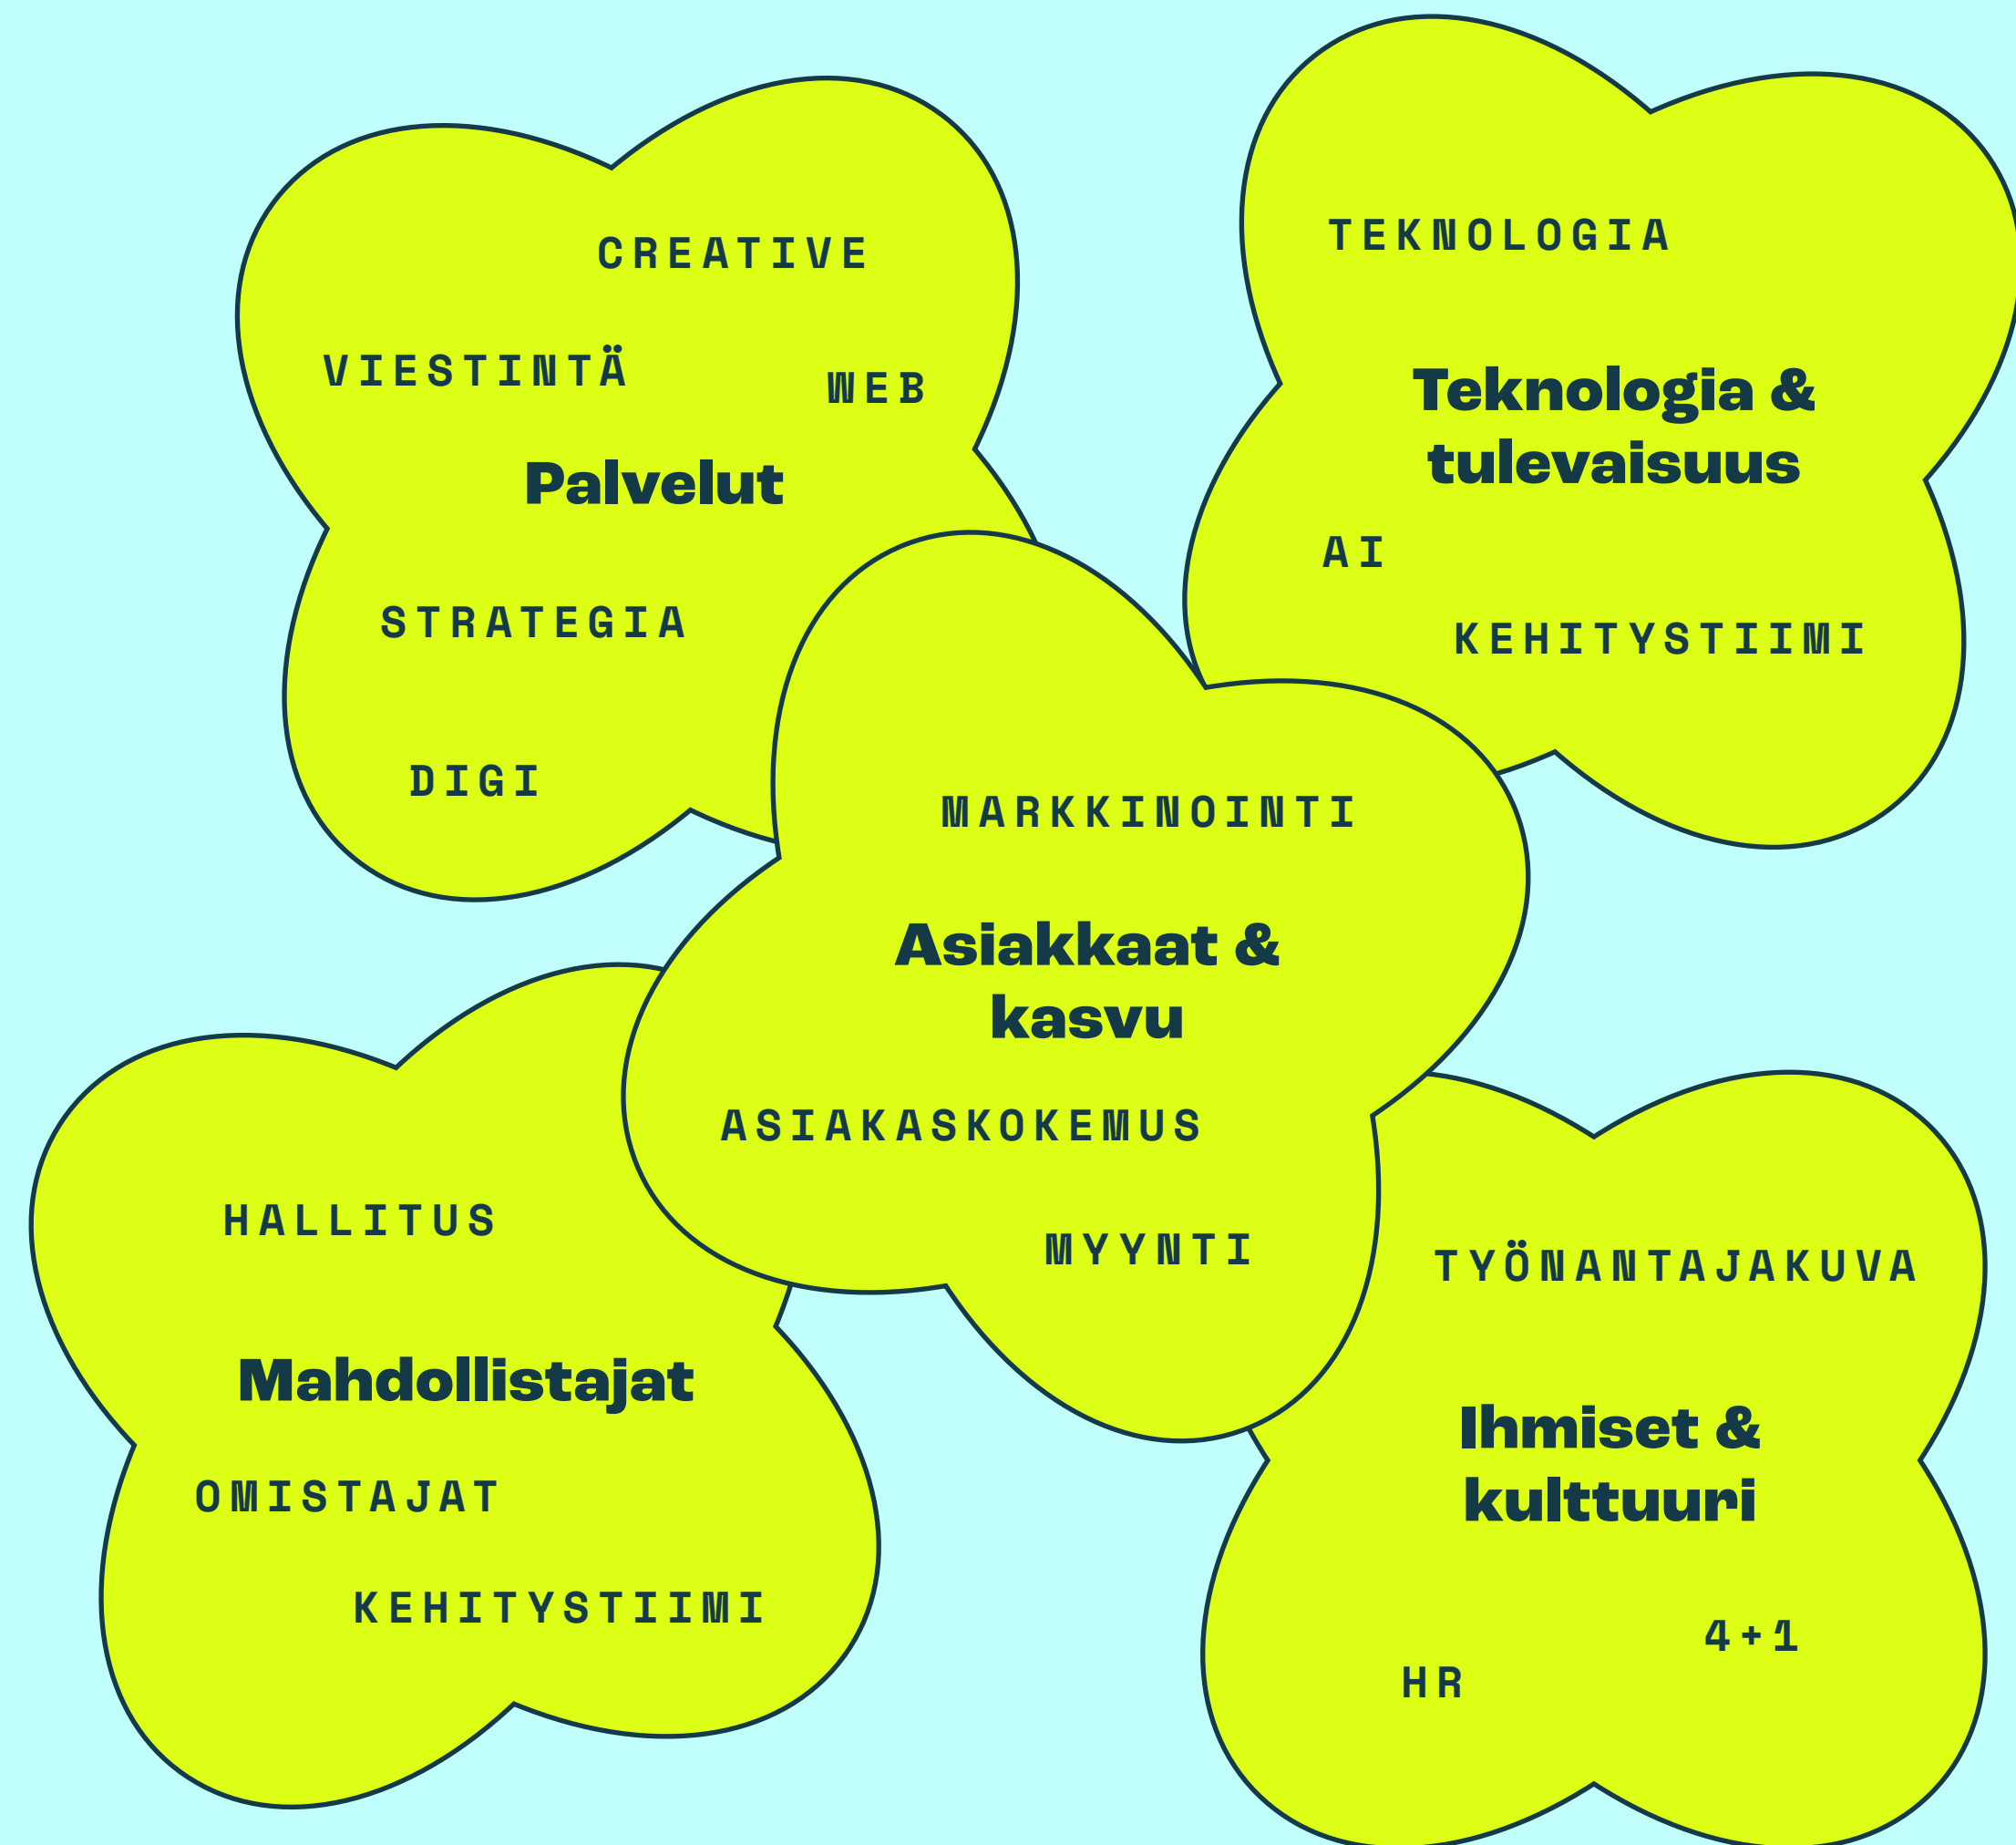 CREATIVE
VIESTINTÄ
WEB
Palvelut
STRATEGIA
DIGI
TEKNOLOGIA
Teknologia &
tulevaisuus
AI
KEHITYSTIIMI
MARKKINOINTI
Asiakkaat &
kasvu
ASIAKASKOKEMUS
MYYNTI
HALLITUS
Mahdollistajat
OMISTAJAT
KEHITYSTIIMI
TYÖNANTAJAKUVA
Ihmiset &
kulttuuri
4+1
HR